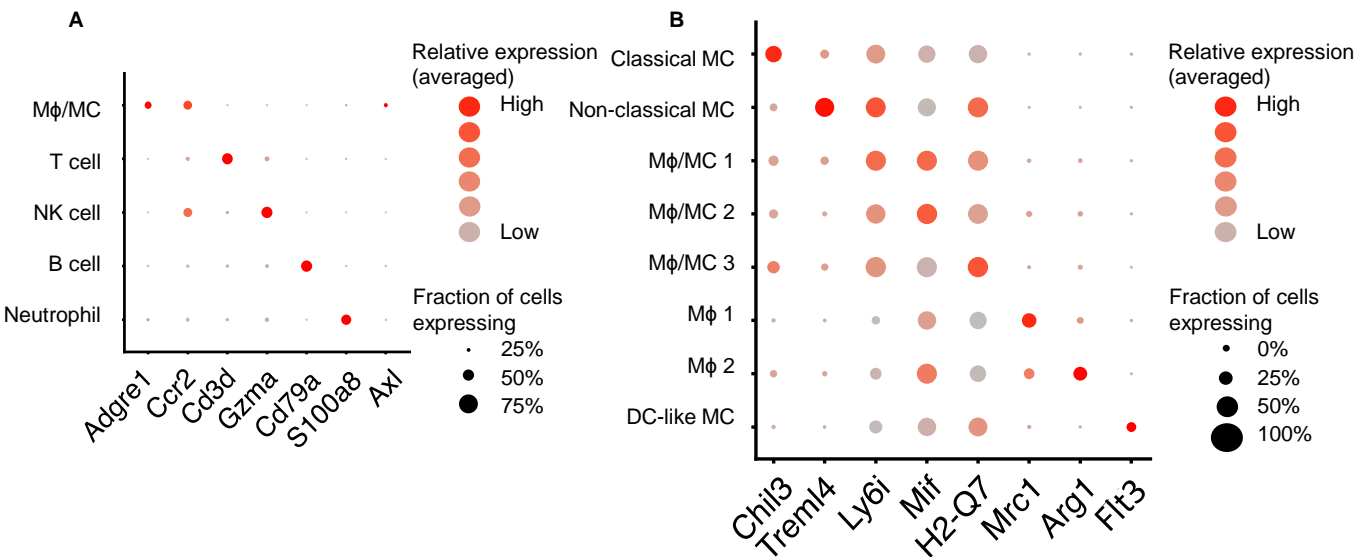 A
Relative expression
(averaged)
High
Low
Mϕ/MC
T cell
NK cell
B cell
Neutrophil
Fraction of cells
expressing
25%
50%
75%
Adgre1
Ccr2
Cd3d
Gzma
Cd79a
S100a8
Axl
B
Classical MC
Non-classical MC
Mϕ/MC 1
Mϕ/MC 2
Mϕ/MC 3
Mϕ 1
Mϕ 2
DC-like MC
Relative expression
(averaged)
High
Low
Fraction of cells
expressing
0%
25%
50%
100%
Chil3
Treml4
Ly6i
Mif
H2-Q7
Mrc1
Arg1
Flt3